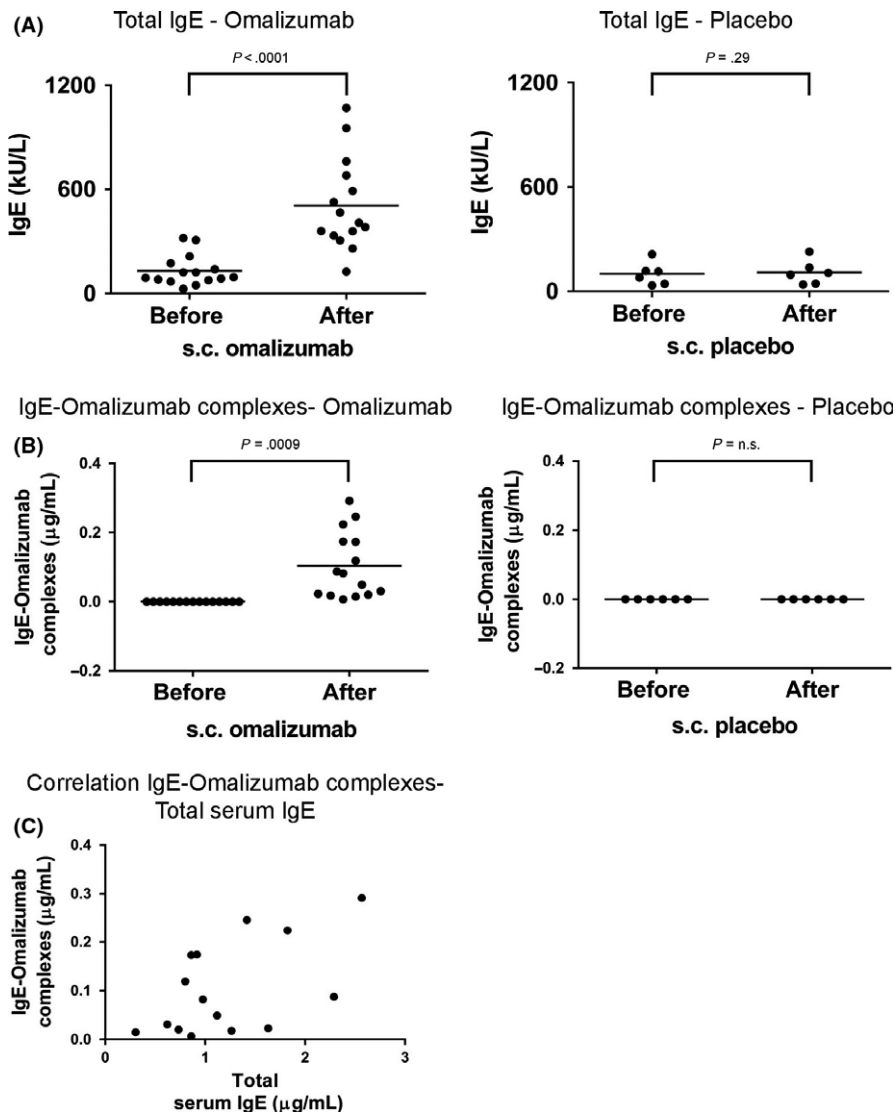 (A)
Total IgE - Omalizumab
P < .0001
1200
600
0
IgE (kU/L)
Before
After
s.c. omalizumab
Total IgE - Placebo
P = .29
1200
600
0
IgE (kU/L)
Before
After
s.c. placebo
(B)
IgE-Omalizumab complexes- Omalizumab
P = .0009
0.4
0.2
0.0
–0.2
IgE-Omalizumab
complexes (μg/mL)
Before
After
s.c. omalizumab
IgE-Omalizumab complexes - Placebo
P = n.s.
0.4
0.2
0.0
–0.2
IgE-Omalizumab
complexes (μg/mL)
Before
After
s.c. placebo
(C)
Correlation IgE-Omalizumab complexes-
Total serum IgE
0.4
0.3
0.2
0.1
0.0
IgE-Omalizumab
complexes (μg/mL)
0
1
2
3
Total
serum IgE (μg/mL)